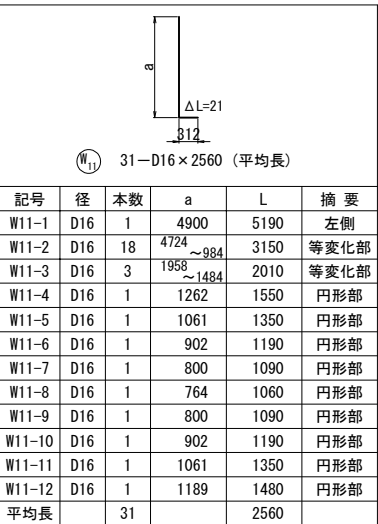 a
ΔL=21
312
W11 31－D16×2560 (平均長)
記号 径 本数 a L 摘 要
W11-1 D16 1 4900 5190 左側
W11-2 D16 18 4724～984 3150 等変化部
W11-3 D16 3 1958～1484 2010 等変化部
W11-4 D16 1 1262 1550 円形部
W11-5 D16 1 1061 1350 円形部
W11-6 D16 1 902 1190 円形部
W11-7 D16 1 800 1090 円形部
W11-8 D16 1 764 1060 円形部
W11-9 D16 1 800 1090 円形部
W11-10 D16 1 902 1190 円形部
W11-11 D16 1 1061 1350 円形部
W11-12 D16 1 1189 1480 円形部
平均長 31 2560